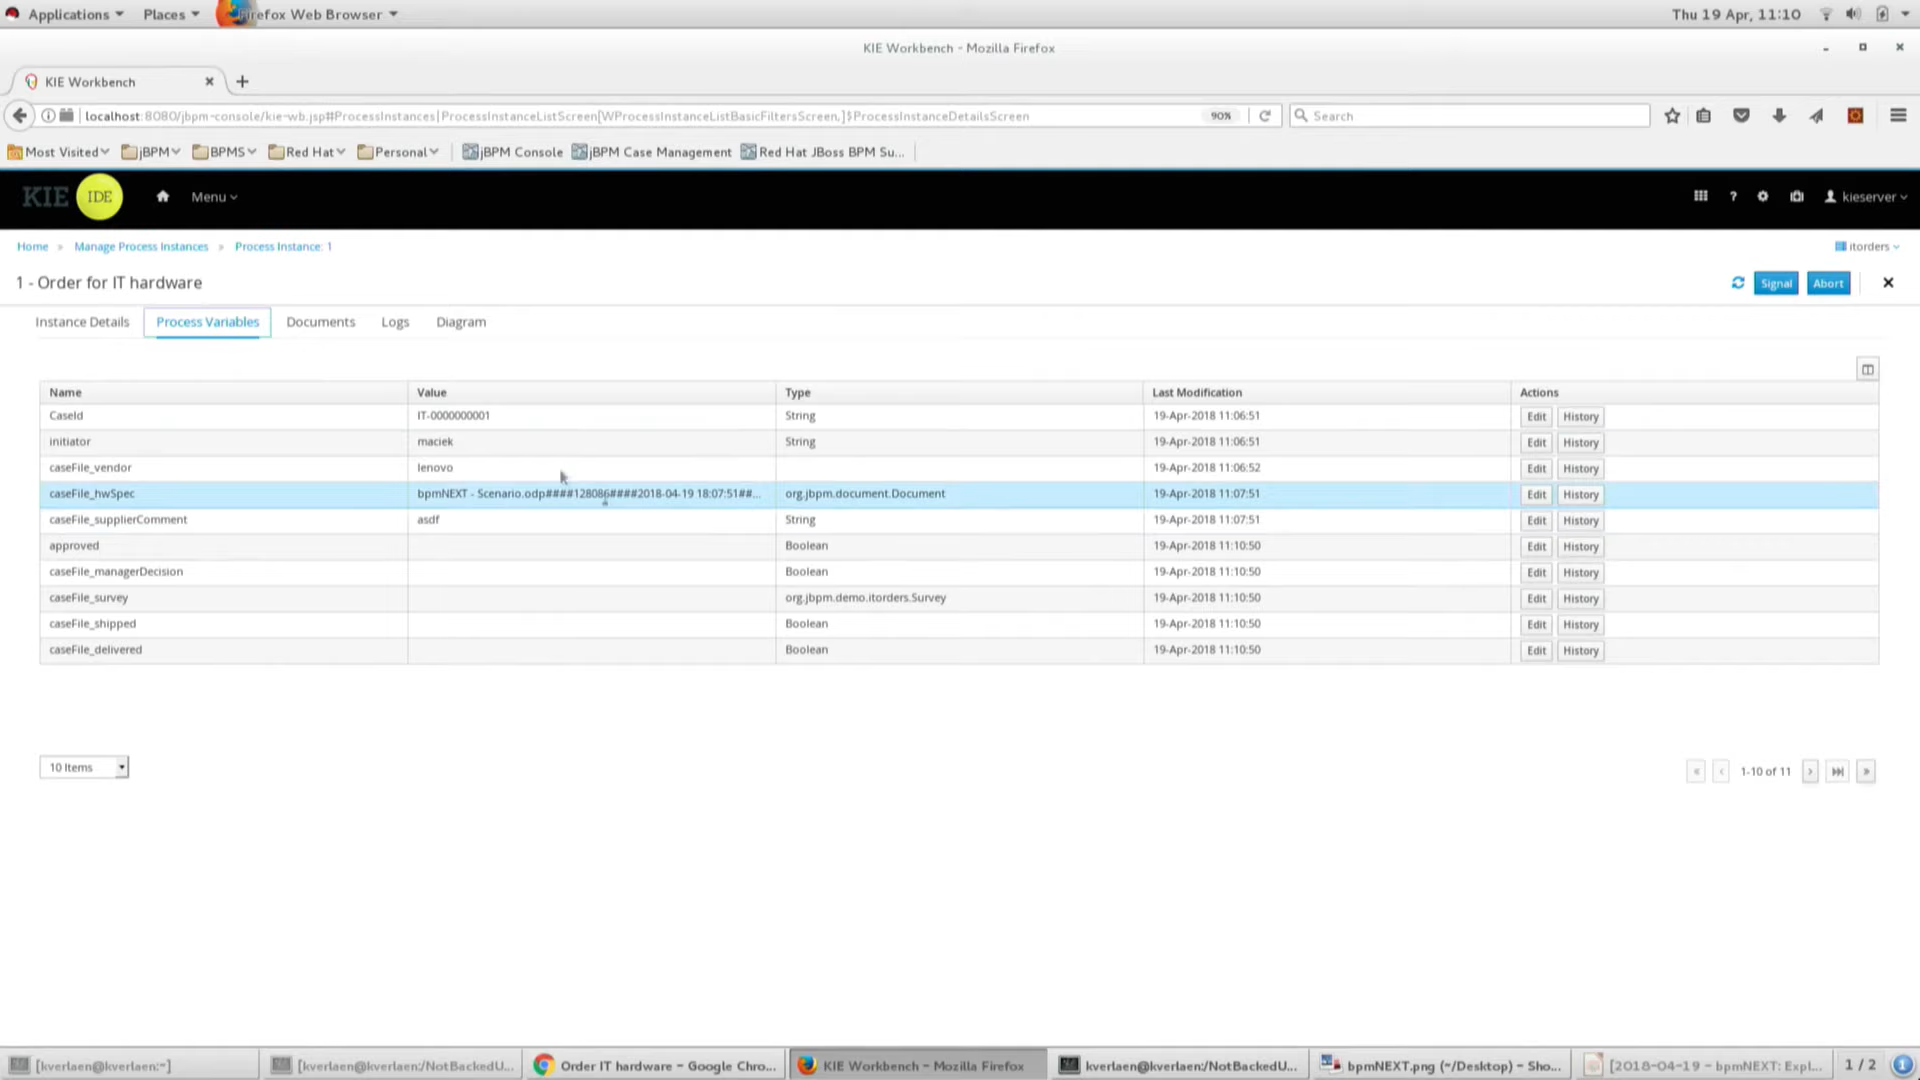 Applications Places Firefox Web Browser Thu 19 Apr, 11:10
KIE Workbench - Mozilla Firefox
KIE Workbench
localhost:8080/jbpm-console/kie-wb.jsp#ProcessInstances|ProcessInstanceListScreen[WProcessInstanceListBasicFiltersScreen,]$ProcessInstanceDetailsScreen 90% Search
Most Visited jBPM BPMS Red Hat Personal jBPM Console jBPM Case Management Red Hat JBoss BPM Su...
KIE IDE Menu ? kieserver
Home » Manage Process Instances » Process Instance: 1 itorders
1 - Order for IT hardware Signal Abort
Instance Details Process Variables Documents Logs Diagram
Name Value Type Last Modification Actions
CaseId IT-0000000001 String 19-Apr-2018 11:06:51 Edit History
initiator maciek String 19-Apr-2018 11:06:51 Edit History
caseFile_vendor lenovo 19-Apr-2018 11:06:52 Edit History
caseFile_hwSpec bpmNEXT - Scenario.odp####128086####2018-04-19 18:07:51##... org.jbpm.document.Document 19-Apr-2018 11:07:51 Edit History
caseFile_supplierComment asdf String 19-Apr-2018 11:07:51 Edit History
approved Boolean 19-Apr-2018 11:10:50 Edit History
caseFile_managerDecision Boolean 19-Apr-2018 11:10:50 Edit History
caseFile_survey org.jbpm.demo.itorders.Survey 19-Apr-2018 11:10:50 Edit History
caseFile_shipped Boolean 19-Apr-2018 11:10:50 Edit History
caseFile_delivered Boolean 19-Apr-2018 11:10:50 Edit History
10 Items 1-10 of 11
[kverlaen@kverlaen:~] [kverlaen@kverlaen:/NotBackedU... Order IT hardware - Google Chro... KIE Workbench - Mozilla Firefox kverlaen@kverlaen:/NotBackedU... bpmNEXT.png (~/Desktop) - Sho... [2018-04-19 - bpmNEXT: Expl... 1 / 2 1